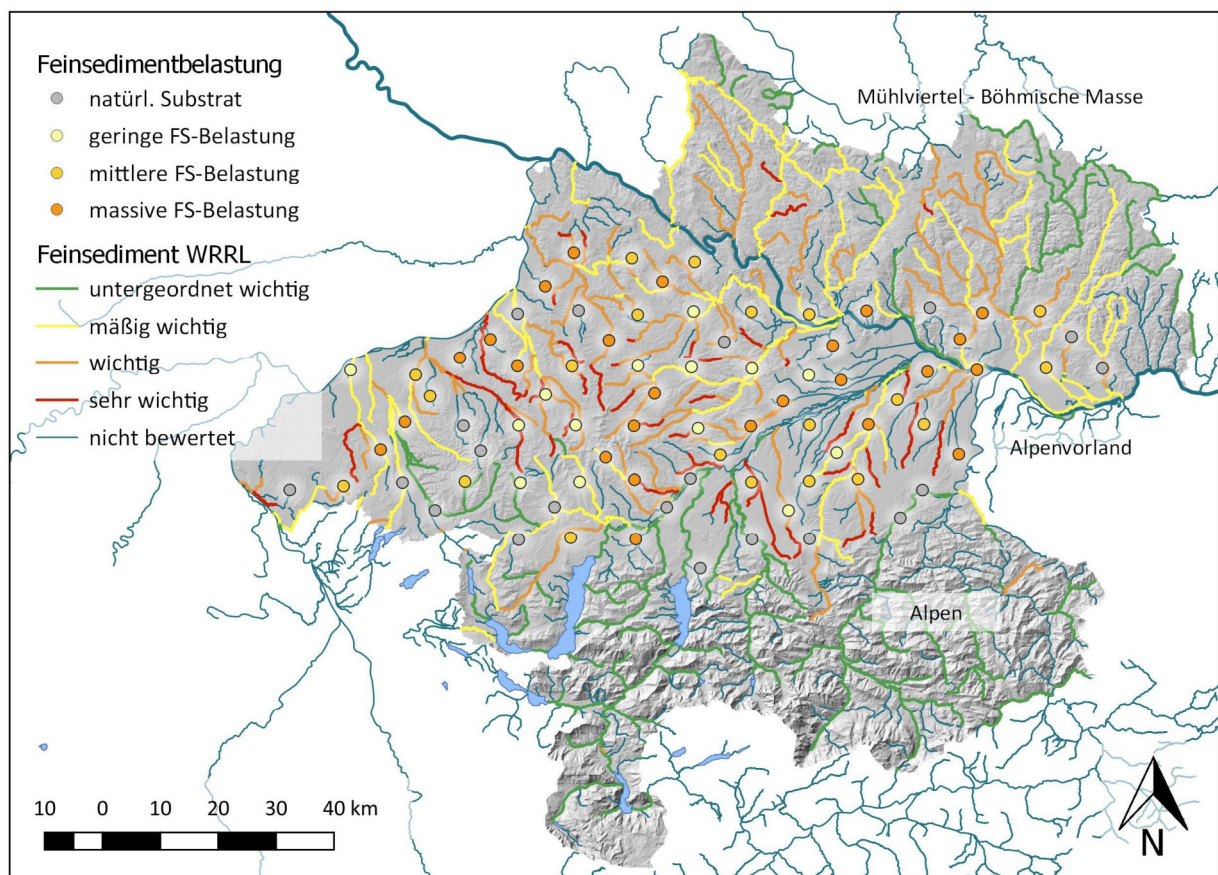 Feinsedimentbelastung
natürl. Substrat
geringe FS-Belastung
mittlere FS-Belastung
massive FS-Belastung
Feinsediment WRRL
untergeordnet wichtig
mäßig wichtig
wichtig
sehr wichtig
nicht bewertet
Mühlviertel - Böhmische Masse
Alpenvorland
Alpen
10 0 10 20 30 40 km
N